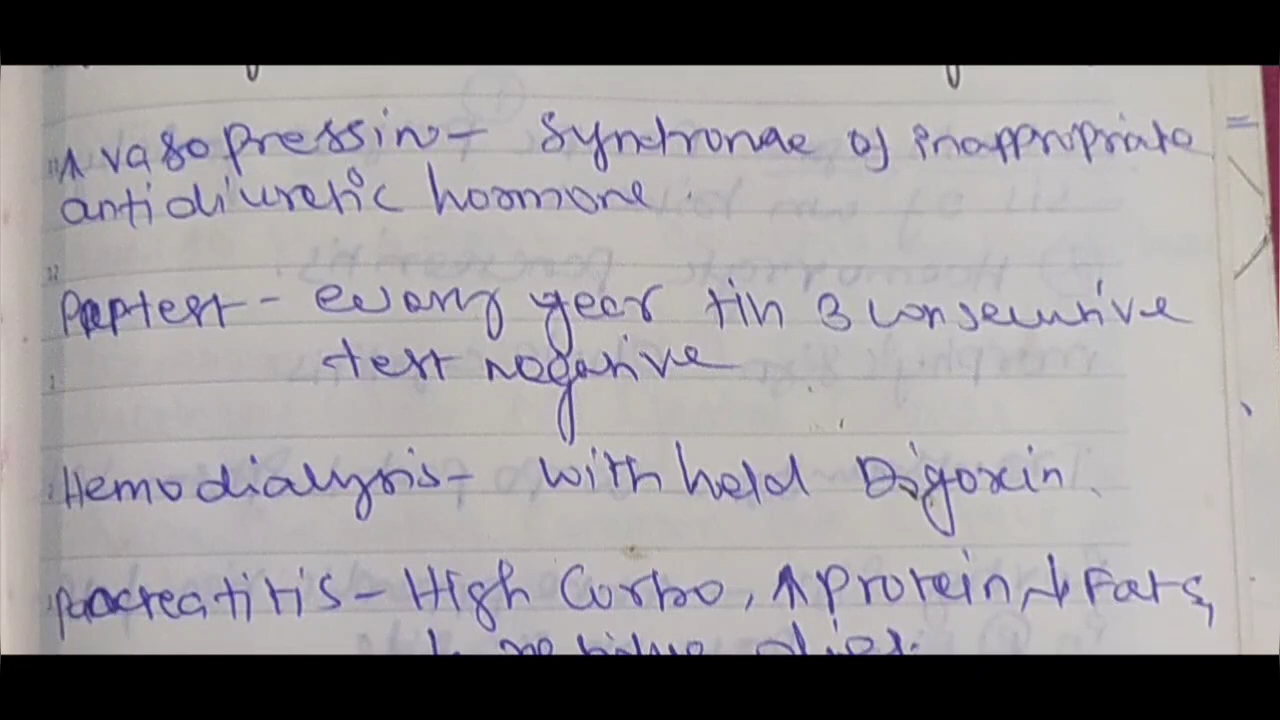 ↑ vasopressin - Syndronae of inappropriate
antidiuretic hormone.
Paptest - every year till 3 consecutive
test negative
Hemodialysis - with held Digoxin.
Pancreatitis - High Carbo, ↑ Protein, ↓ Fats,